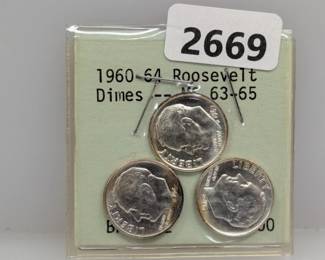 2669
1960-64 Roosevelt
Dimes -- 63-65
LIBERTY
LIBERTY
LIBERTY